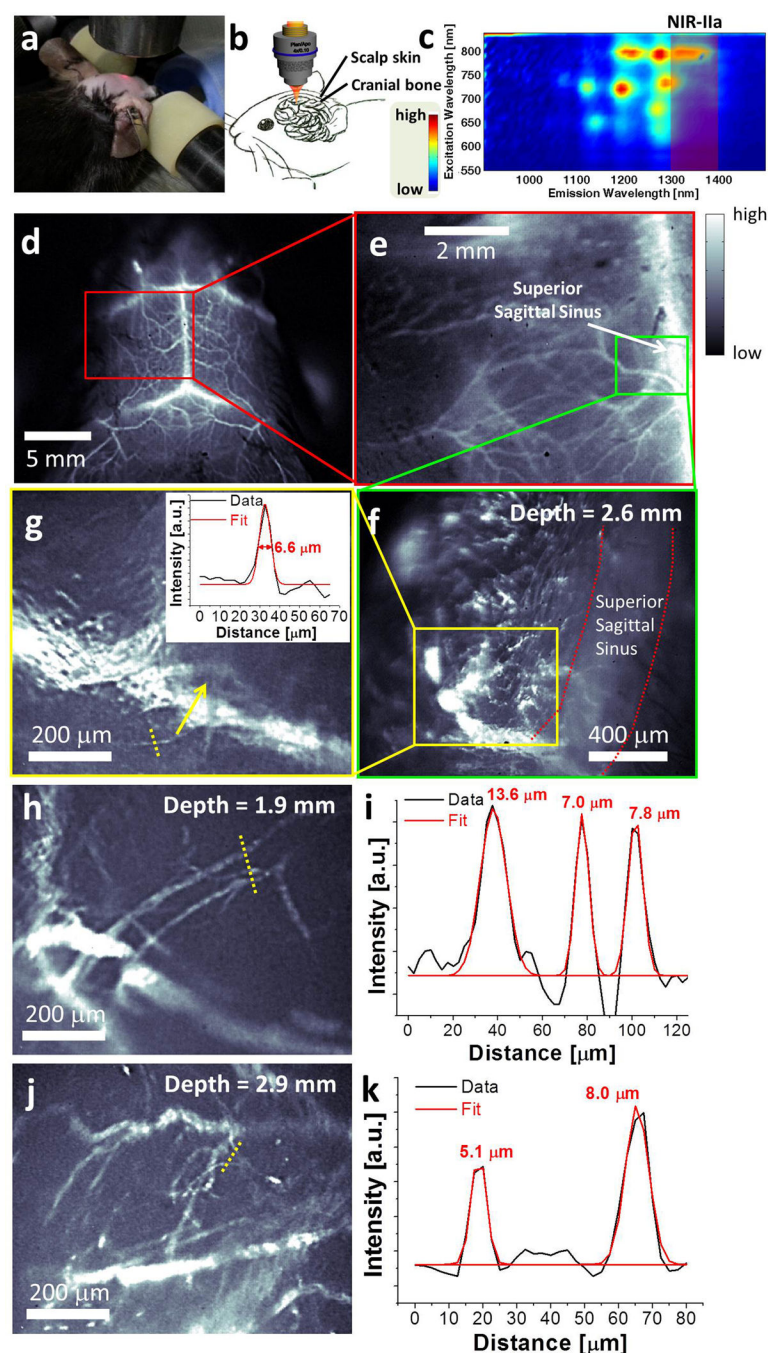 a
b
Plan Apo
Scalp skin
Cranial bone
high
low
c
NIR-IIa
Excitation Wavelength [nm]
800
750
700
650
600
550
1000
1100
1200
1300
1400
Emission Wavelength [nm]
d
5 mm
e
2 mm
Superior
Sagittal Sinus
high
low
g
Intensity [a.u.]
Data
Fit
6.6 μm
0 10 20 30 40 50 60 70
Distance [μm]
200 μm
f
Depth = 2.6 mm
Superior
Sagittal
Sinus
400 μm
h
Depth = 1.9 mm
200 μm
i
Data
Fit
13.6 μm
7.0 μm
7.8 μm
Intensity [a.u.]
0 20 40 60 80 100 120
Distance [μm]
j
Depth = 2.9 mm
200 μm
k
Data
Fit
5.1 μm
8.0 μm
Intensity [a.u.]
0 10 20 30 40 50 60 70 80
Distance [μm]